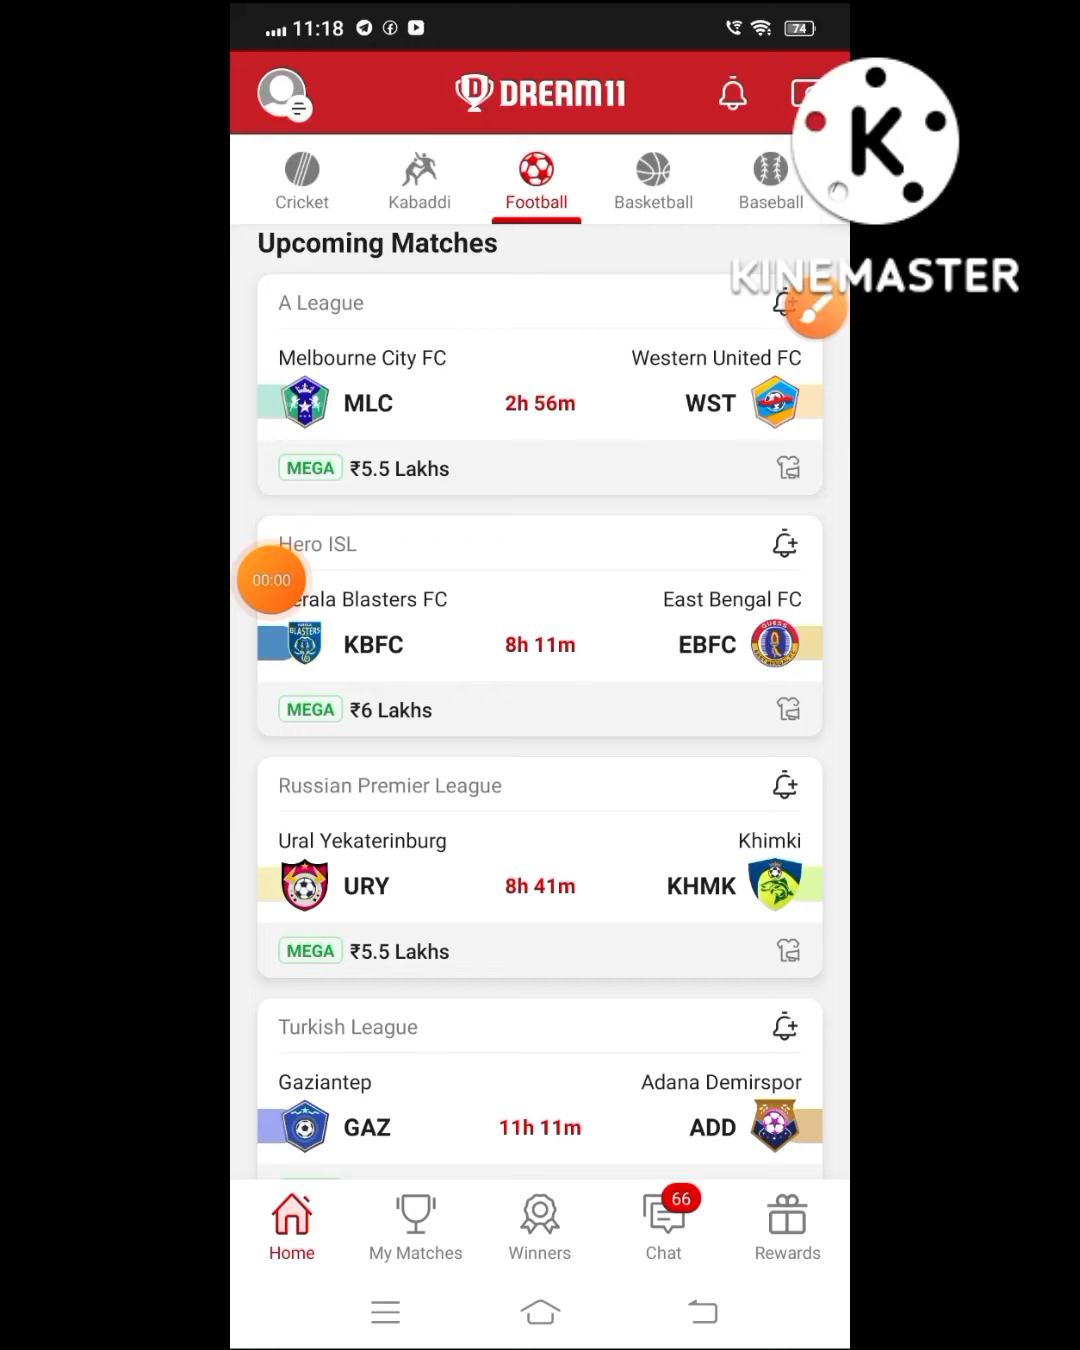 11:18
74
DREAM11
K
KINEMASTER
Cricket
Kabaddi
Football
Basketball
Baseball
Upcoming Matches
A League
Melbourne City FC
Western United FC
MLC
2h 56m
WST
MEGA ₹5.5 Lakhs
Hero ISL
00:00
erala Blasters FC
East Bengal FC
KBFC
8h 11m
EBFC
MEGA ₹6 Lakhs
Russian Premier League
Ural Yekaterinburg
Khimki
URY
8h 41m
KHMK
MEGA ₹5.5 Lakhs
Turkish League
Gaziantep
Adana Demirspor
GAZ
11h 11m
ADD
66
Home
My Matches
Winners
Chat
Rewards